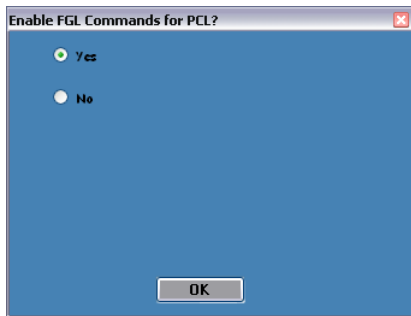 Enable FGL Commands for PCL?
Yes
No
OK